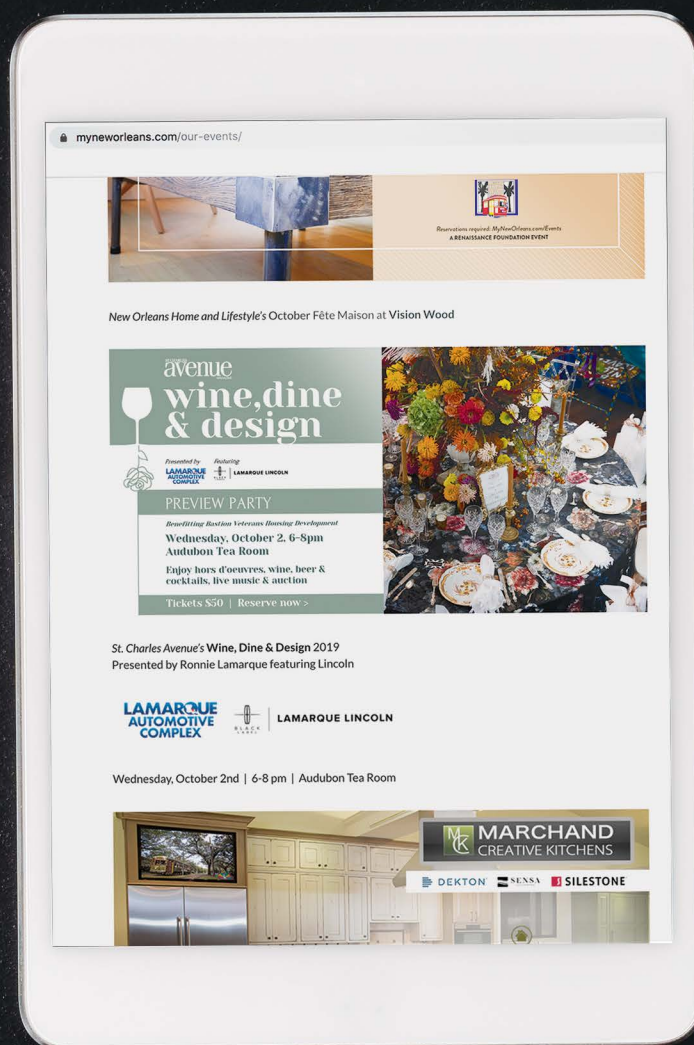 myneworleans.com/our-events/
Reservations required: MyNewOrleans.com/Events
A RENAISSANCE FOUNDATION EVENT
New Orleans Home and Lifestyle's October Fête Maison at Vision Wood
avenue
wine,dine
& design
Presented by Featuring
LAMARQUE
AUTOMOTIVE
COMPLEX
LAMARQUE LINCOLN
PREVIEW PARTY
Benefitting Bastion Veterans Housing Development
Wednesday, October 2, 6-8pm
Audubon Tea Room
Enjoy hors d'oeuvres, wine, beer &
cocktails, live music & auction
Tickets $50 | Reserve now >
St. Charles Avenue's Wine, Dine & Design 2019
Presented by Ronnie Lamarque featuring Lincoln
LAMARQUE
AUTOMOTIVE
COMPLEX
BLACK
LABEL
LAMARQUE LINCOLN
Wednesday, October 2nd | 6-8 pm | Audubon Tea Room
MCK
MARCHAND
CREATIVE KITCHENS
DEKTON SENSA SILESTONE